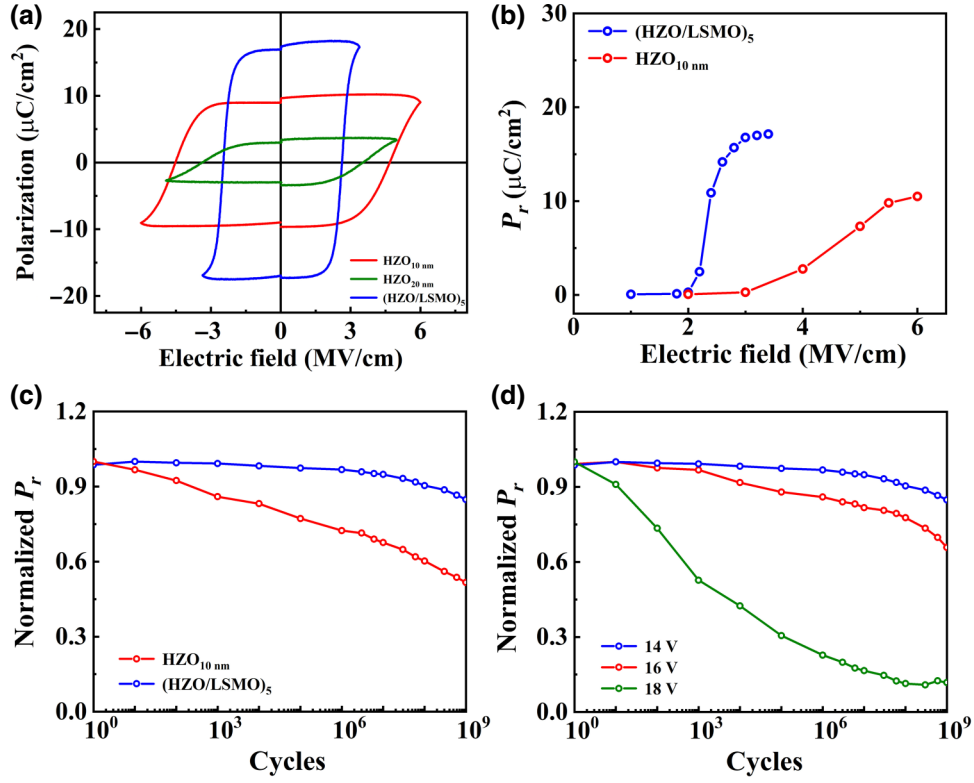 (a)
20
10
0
−10
−20
Polarization (μC/cm²)
−6 −3 0 3 6
Electric field (MV/cm)
HZO₁₀ ₙₘ
HZO₂₀ ₙₘ
(HZO/LSMO)₅
(b)
30
20
10
0
Pᵣ (μC/cm²)
0 2 4 6
Electric field (MV/cm)
(HZO/LSMO)₅
HZO₁₀ ₙₘ
(c)
1.2
0.9
0.6
0.3
0.0
Normalized Pᵣ
10⁰ 10³ 10⁶ 10⁹
Cycles
HZO₁₀ ₙₘ
(HZO/LSMO)₅
(d)
1.2
0.9
0.6
0.3
0.0
Normalized Pᵣ
10⁰ 10³ 10⁶ 10⁹
Cycles
14 V
16 V
18 V